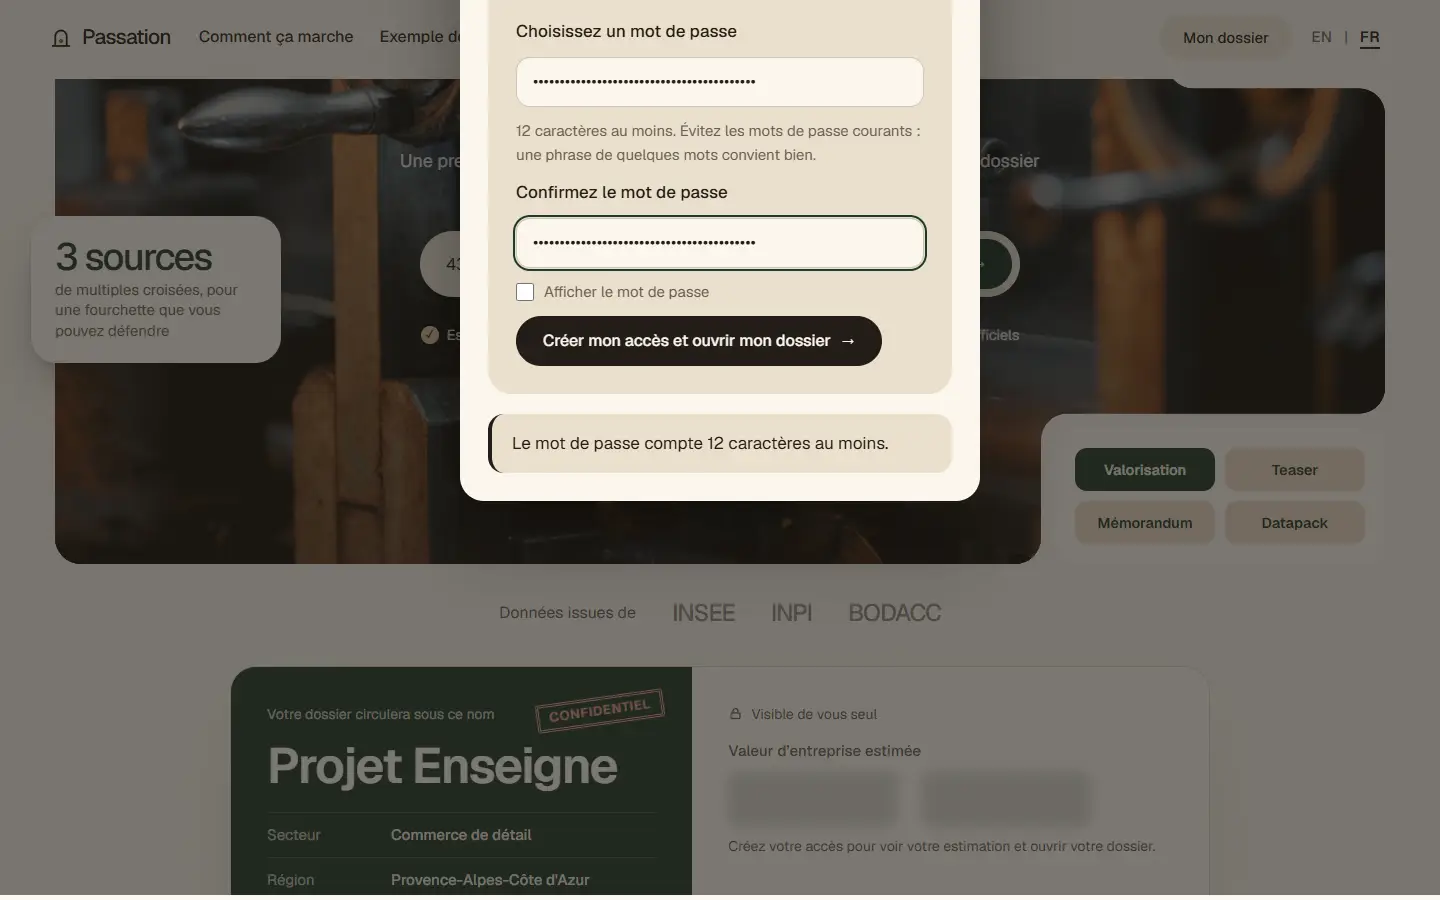 Passation
Comment ça marche
Exemple de
Mon dossier
EN | FR
Choisissez un mot de passe
••••••••••••••••••••••••••••••••••••••••••
12 caractères au moins. Évitez les mots de passe courants :
une phrase de quelques mots convient bien.
Confirmez le mot de passe
••••••••••••••••••••••••••••••••••••••••••
Afficher le mot de passe
Créer mon accès et ouvrir mon dossier →
Le mot de passe compte 12 caractères au moins.
Une pre
dossier
3 sources
de multiples croisées, pour
une fourchette que vous
pouvez défendre
43
Es
ficiels
Valorisation
Teaser
Mémorandum
Datapack
Données issues de
INSEE
INPI
BODACC
Votre dossier circulera sous ce nom
CONFIDENTIEL
Projet Enseigne
Secteur
Commerce de détail
Région
Provence-Alpes-Côte d'Azur
Visible de vous seul
Valeur d’entreprise estimée
Créez votre accès pour voir votre estimation et ouvrir votre dossier.